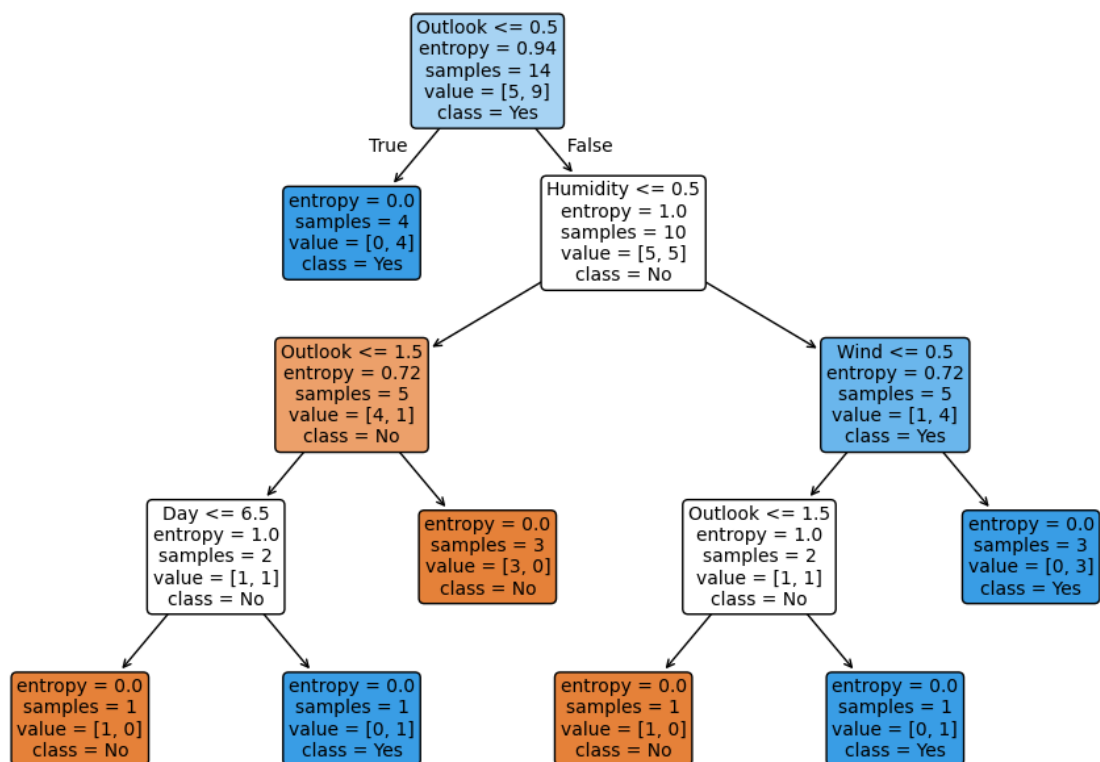 Outlook <= 0.5
entropy = 0.94
samples = 14
value = [5, 9]
class = Yes
True
False
entropy = 0.0
samples = 4
value = [0, 4]
class = Yes
Humidity <= 0.5
entropy = 1.0
samples = 10
value = [5, 5]
class = No
Outlook <= 1.5
entropy = 0.72
samples = 5
value = [4, 1]
class = No
Wind <= 0.5
entropy = 0.72
samples = 5
value = [1, 4]
class = Yes
Day <= 6.5
entropy = 1.0
samples = 2
value = [1, 1]
class = No
entropy = 0.0
samples = 3
value = [3, 0]
class = No
Outlook <= 1.5
entropy = 1.0
samples = 2
value = [1, 1]
class = No
entropy = 0.0
samples = 3
value = [0, 3]
class = Yes
entropy = 0.0
samples = 1
value = [1, 0]
class = No
entropy = 0.0
samples = 1
value = [0, 1]
class = Yes
entropy = 0.0
samples = 1
value = [1, 0]
class = No
entropy = 0.0
samples = 1
value = [0, 1]
class = Yes